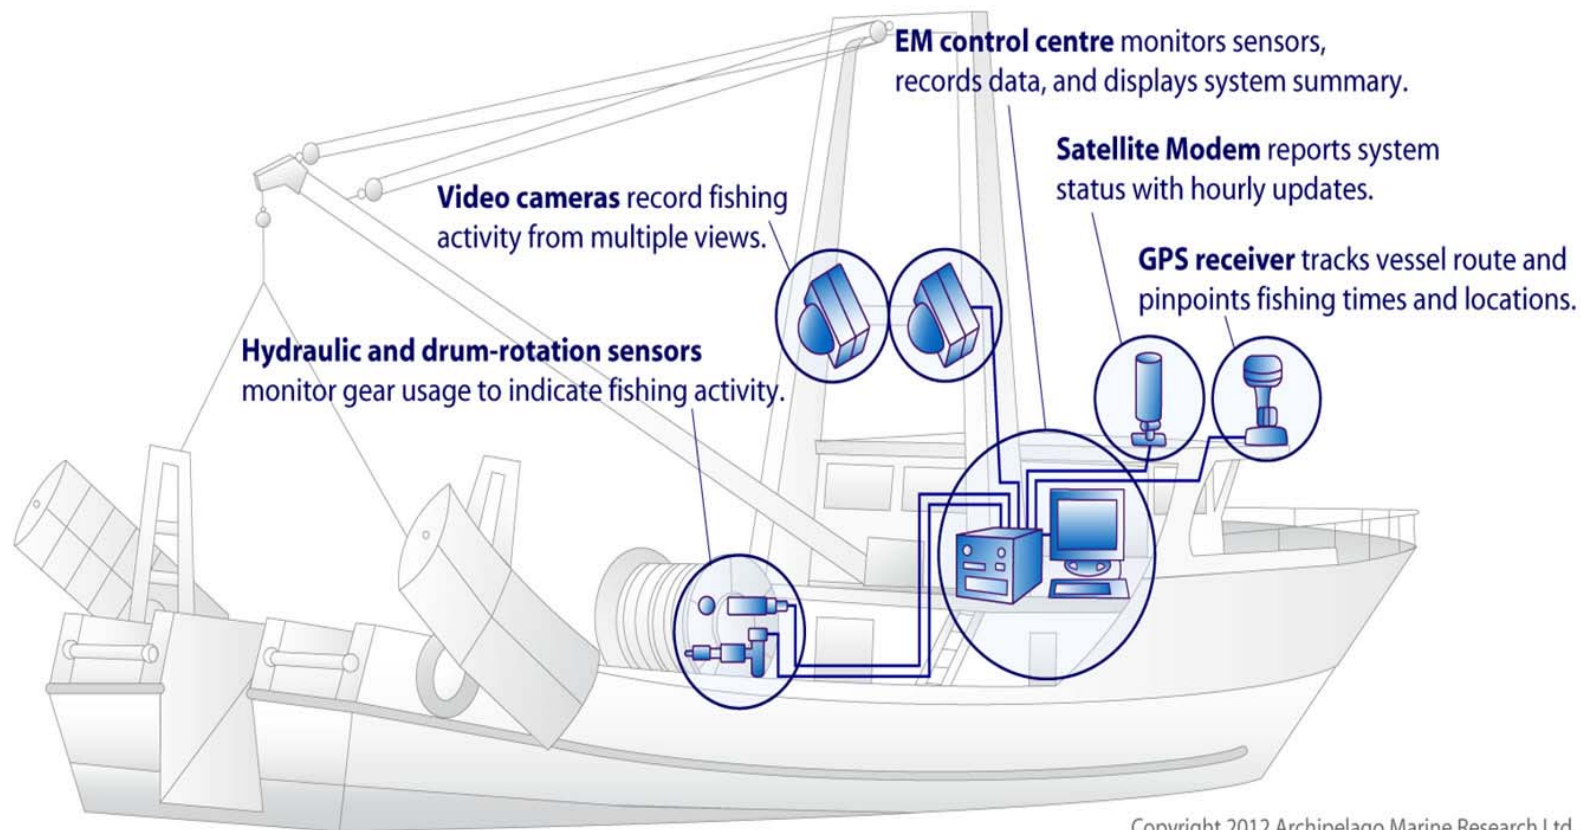 EM control centre monitors sensors,
records data, and displays system summary.
Satellite Modem reports system
status with hourly updates.
Video cameras record fishing
activity from multiple views.
GPS receiver tracks vessel route and
pinpoints fishing times and locations.
Hydraulic and drum-rotation sensors
monitor gear usage to indicate fishing activity.
Copyright 2012 Archipelago Marine Research Ltd